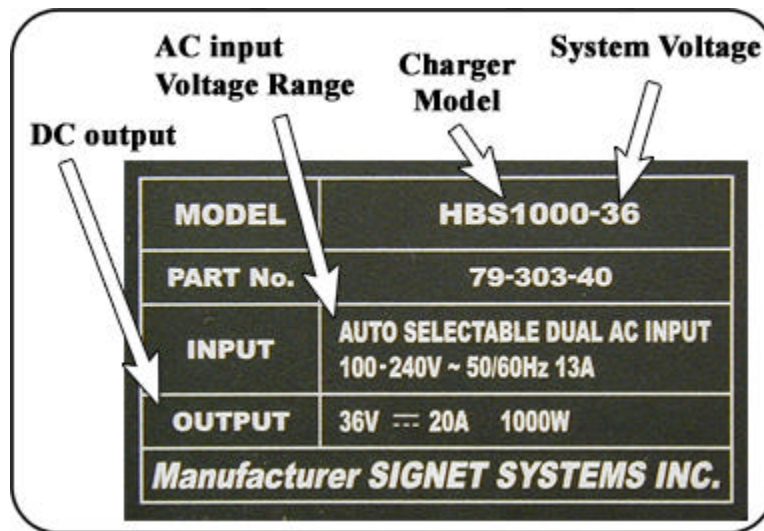 AC input
Voltage Range
Charger
Model
System Voltage
DC output
MODEL HBS1000-36
PART No. 79-303-40
INPUT AUTO SELECTABLE DUAL AC INPUT
100-240V ~ 50/60Hz 13A
OUTPUT 36V ⎓ 20A 1000W
Manufacturer SIGNET SYSTEMS INC.